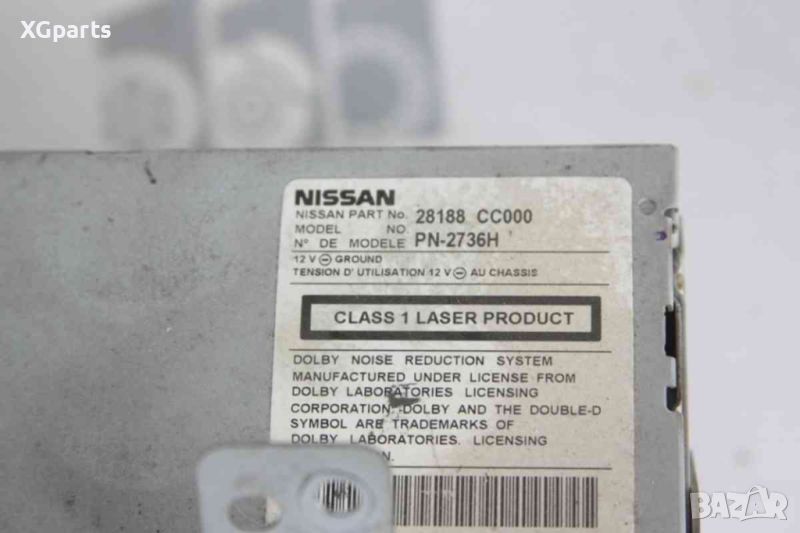 XGparts
NISSAN
NISSAN PART No. 28188 CC000
MODEL NO
N° DE MODELE PN-2736H
12 V ⊖ GROUND
TENSION D' UTILISATION 12 V ⊖ AU CHASSIS
CLASS 1 LASER PRODUCT
DOLBY NOISE REDUCTION SYSTEM
MANUFACTURED UNDER LICENSE FROM
DOLBY LABORATORIES LICENSING
CORPORATION. DOLBY AND THE DOUBLE-D
SYMBOL ARE TRADEMARKS OF
DOLBY LABORATORIES. LICENSING
BAZAR